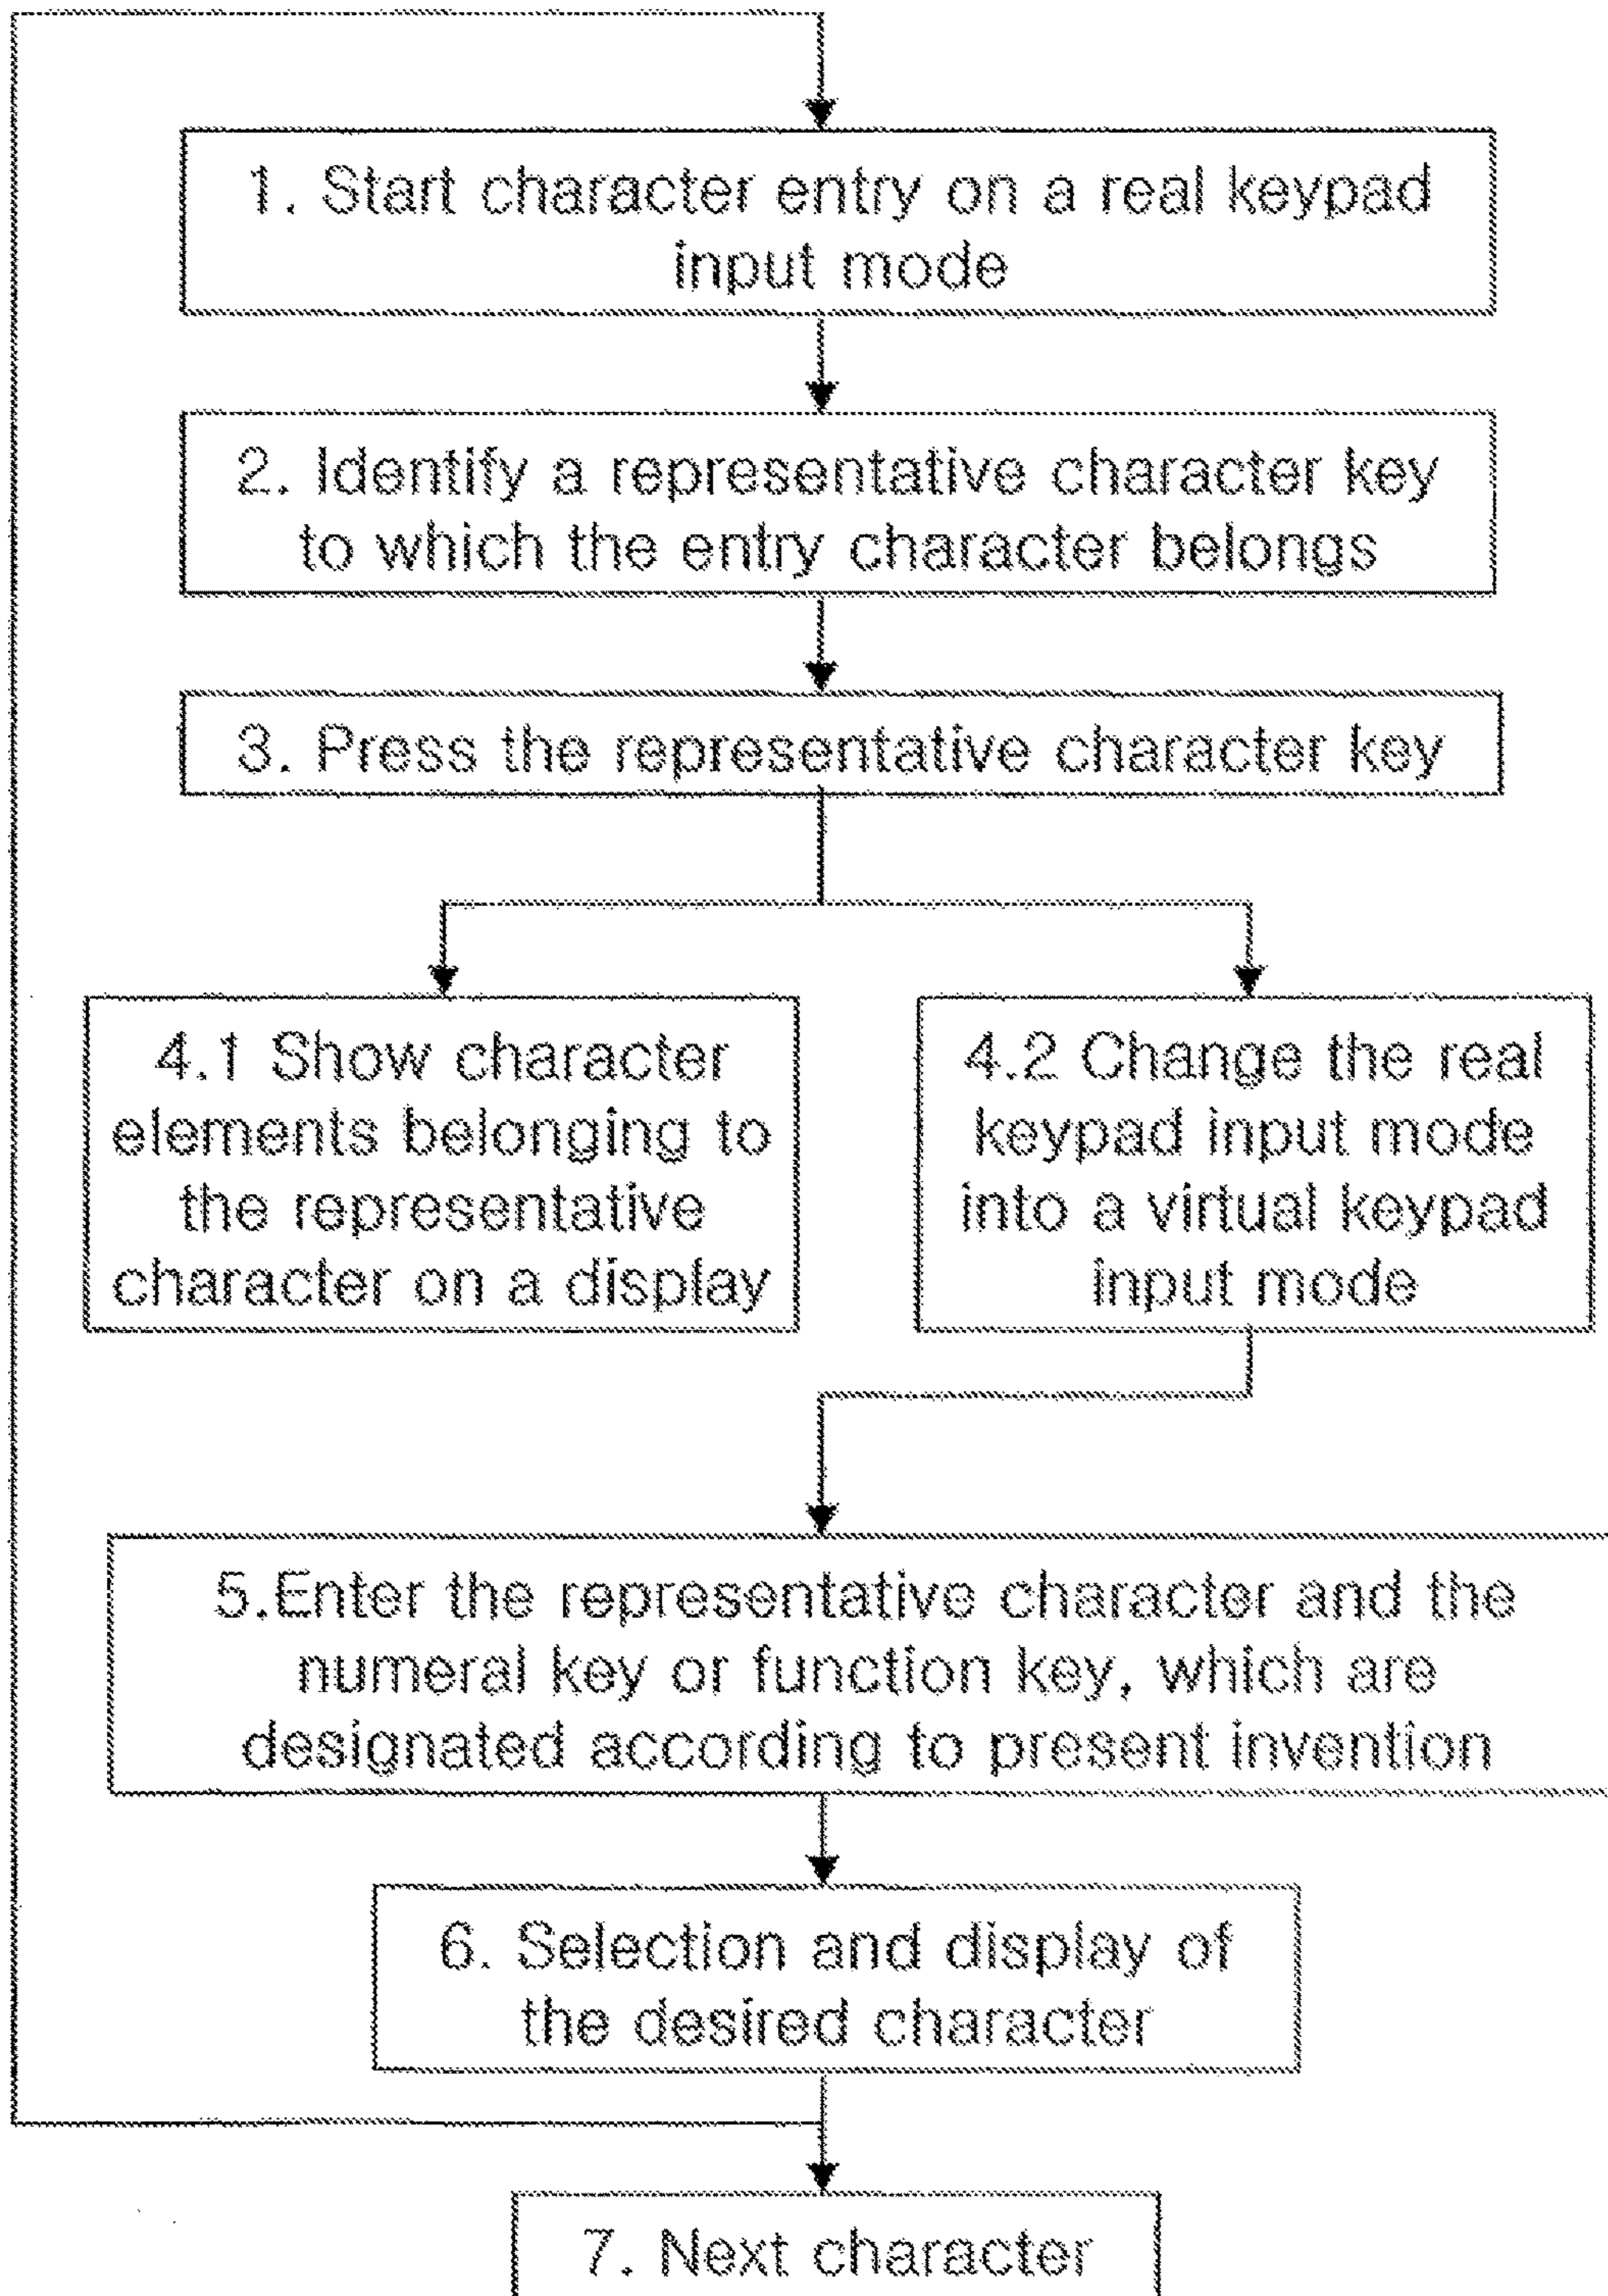 1. Start character entry on a real keypad
input mode
2. Identify a representative character key
to which the entry character belongs
3. Press the representative character key
4.1 Show character
elements belonging to
the representative
character on a display
4.2 Change the real
keypad input mode
into a virtual keypad
input mode
5.Enter the representative character and the
numeral key or function key, which are
designated according to present invention
6. Selection and display of
the desired character
7. Next character